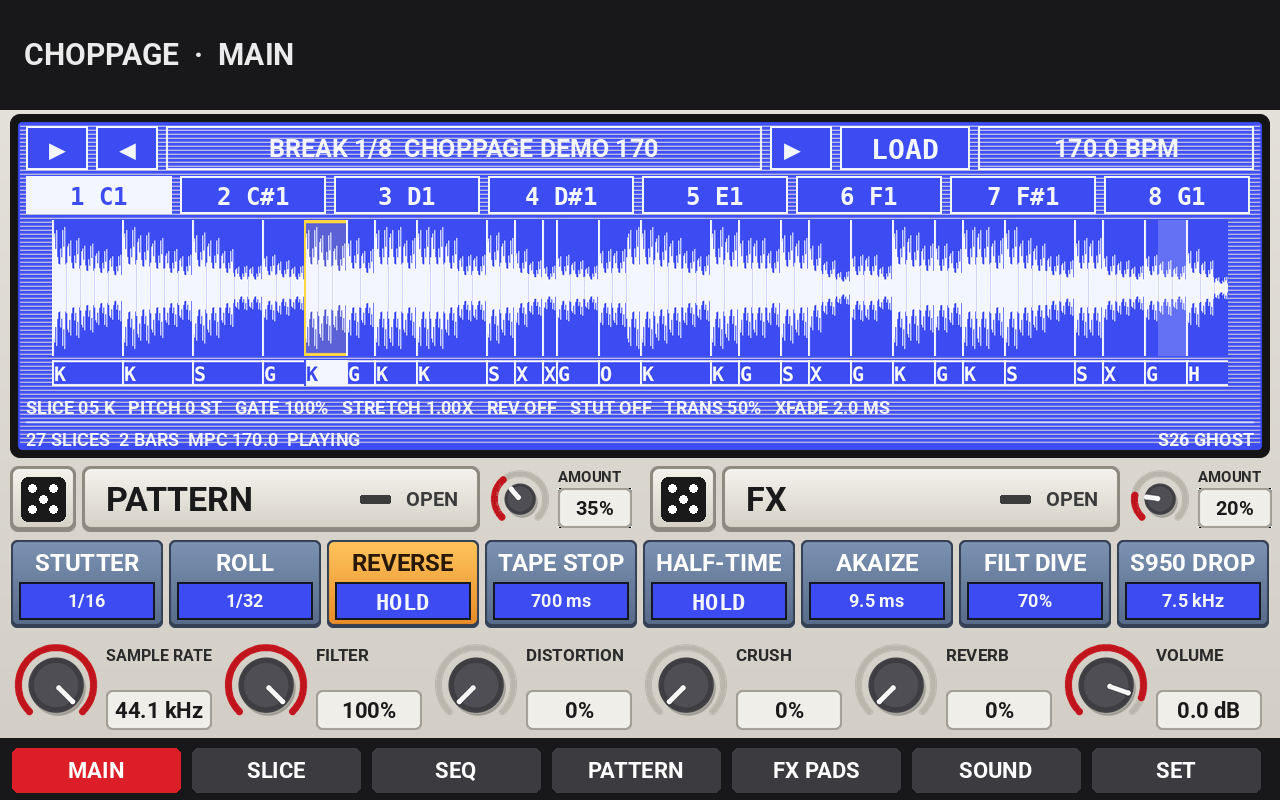 CHOPPAGE · MAIN
▶ ◀ BREAK 1/8 CHOPPAGE DEMO 170 ▶ LOAD 170.0 BPM
1 C1 2 C#1 3 D1 4 D#1 5 E1 6 F1 7 F#1 8 G1
K K S G K G K K S X X G O K K G S X G K G K S S X G H
SLICE 05 K PITCH 0 ST GATE 100% STRETCH 1.00X REV OFF STUT OFF TRANS 50% XFADE 2.0 MS
27 SLICES 2 BARS MPC 170.0 PLAYING S26 GHOST
PATTERN OPEN AMOUNT 35% FX OPEN AMOUNT 20%
STUTTER ROLL REVERSE TAPE STOP HALF-TIME AKAIZE FILT DIVE S950 DROP
1/16 1/32 HOLD 700 ms HOLD 9.5 ms 70% 7.5 kHz
SAMPLE RATE FILTER DISTORTION CRUSH REVERB VOLUME
44.1 kHz 100% 0% 0% 0% 0.0 dB
MAIN SLICE SEQ PATTERN FX PADS SOUND SET